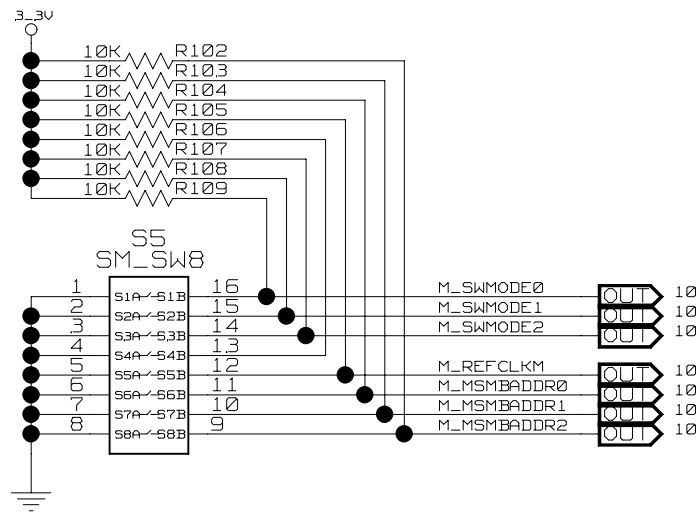 3_3V
10K R102
10K R103
10K R104
10K R105
10K R106
10K R107
10K R108
10K R109
S5
SM_SW8
1 S1A/S1B 16 M_SWMODE0 OUT 10
2 S2A/S2B 15 M_SWMODE1 OUT 10
3 S3A/S3B 14 M_SWMODE2 OUT 10
4 S4A/S4B 13
5 S5A/S5B 12 M_REFCLKM OUT 10
6 S6A/S6B 11 M_MSMBADDR0 OUT 10
7 S7A/S7B 10 M_MSMBADDR1 OUT 10
8 S8A/S8B 9 M_MSMBADDR2 OUT 10